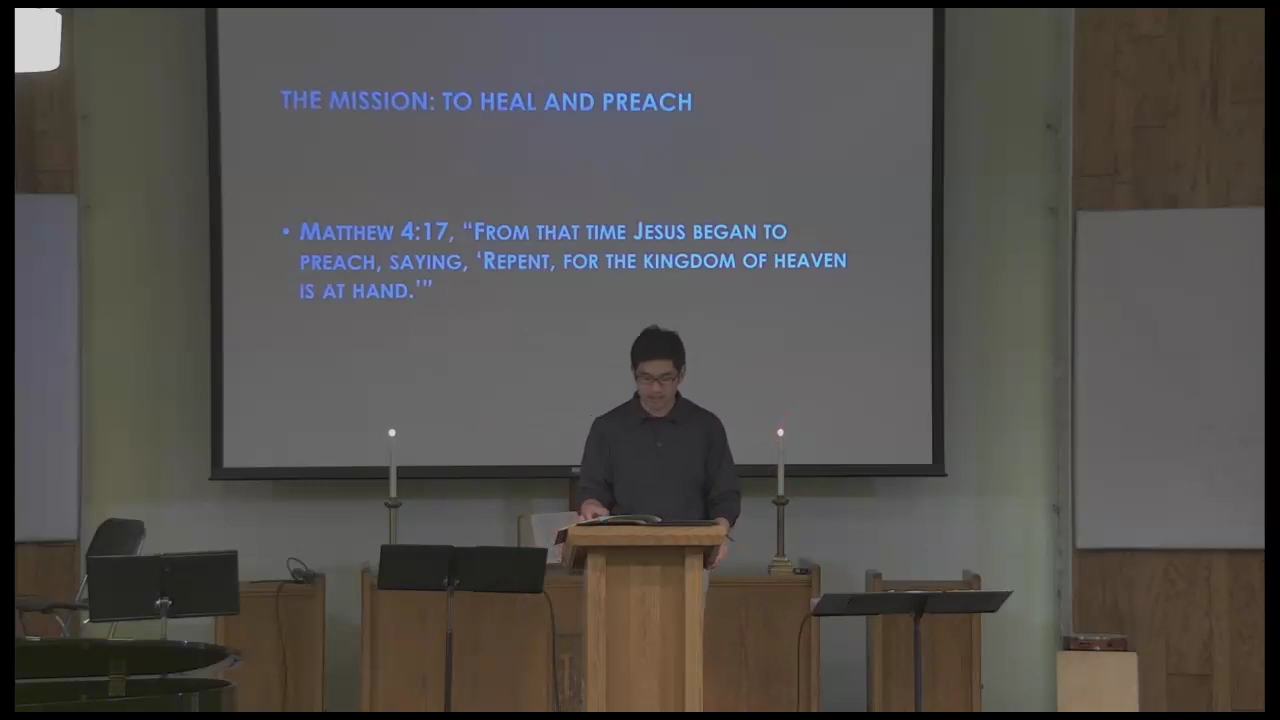 THE MISSION: TO HEAL AND PREACH
• MATTHEW 4:17, “FROM THAT TIME JESUS BEGAN TO
PREACH, SAYING, ‘REPENT, FOR THE KINGDOM OF HEAVEN
IS AT HAND.’”